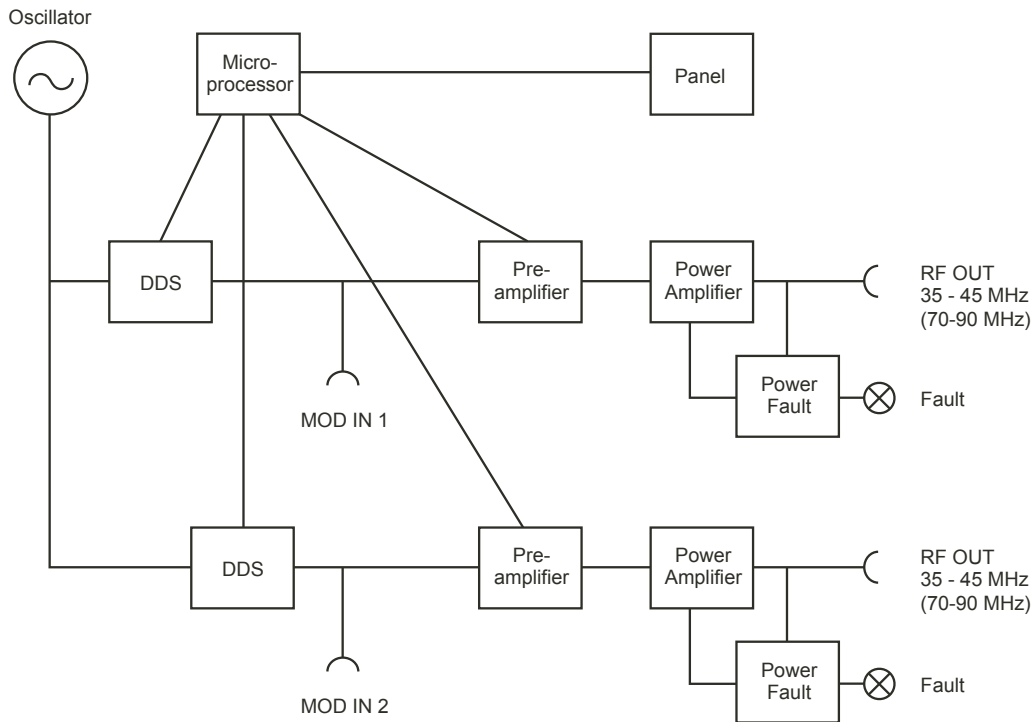 Oscillator
Micro-
processor
Panel
DDS
Pre-
amplifier
Power
Amplifier
RF OUT
35 - 45 MHz
(70-90 MHz)
MOD IN 1
Power
Fault
Fault
DDS
Pre-
amplifier
Power
Amplifier
RF OUT
35 - 45 MHz
(70-90 MHz)
MOD IN 2
Power
Fault
Fault